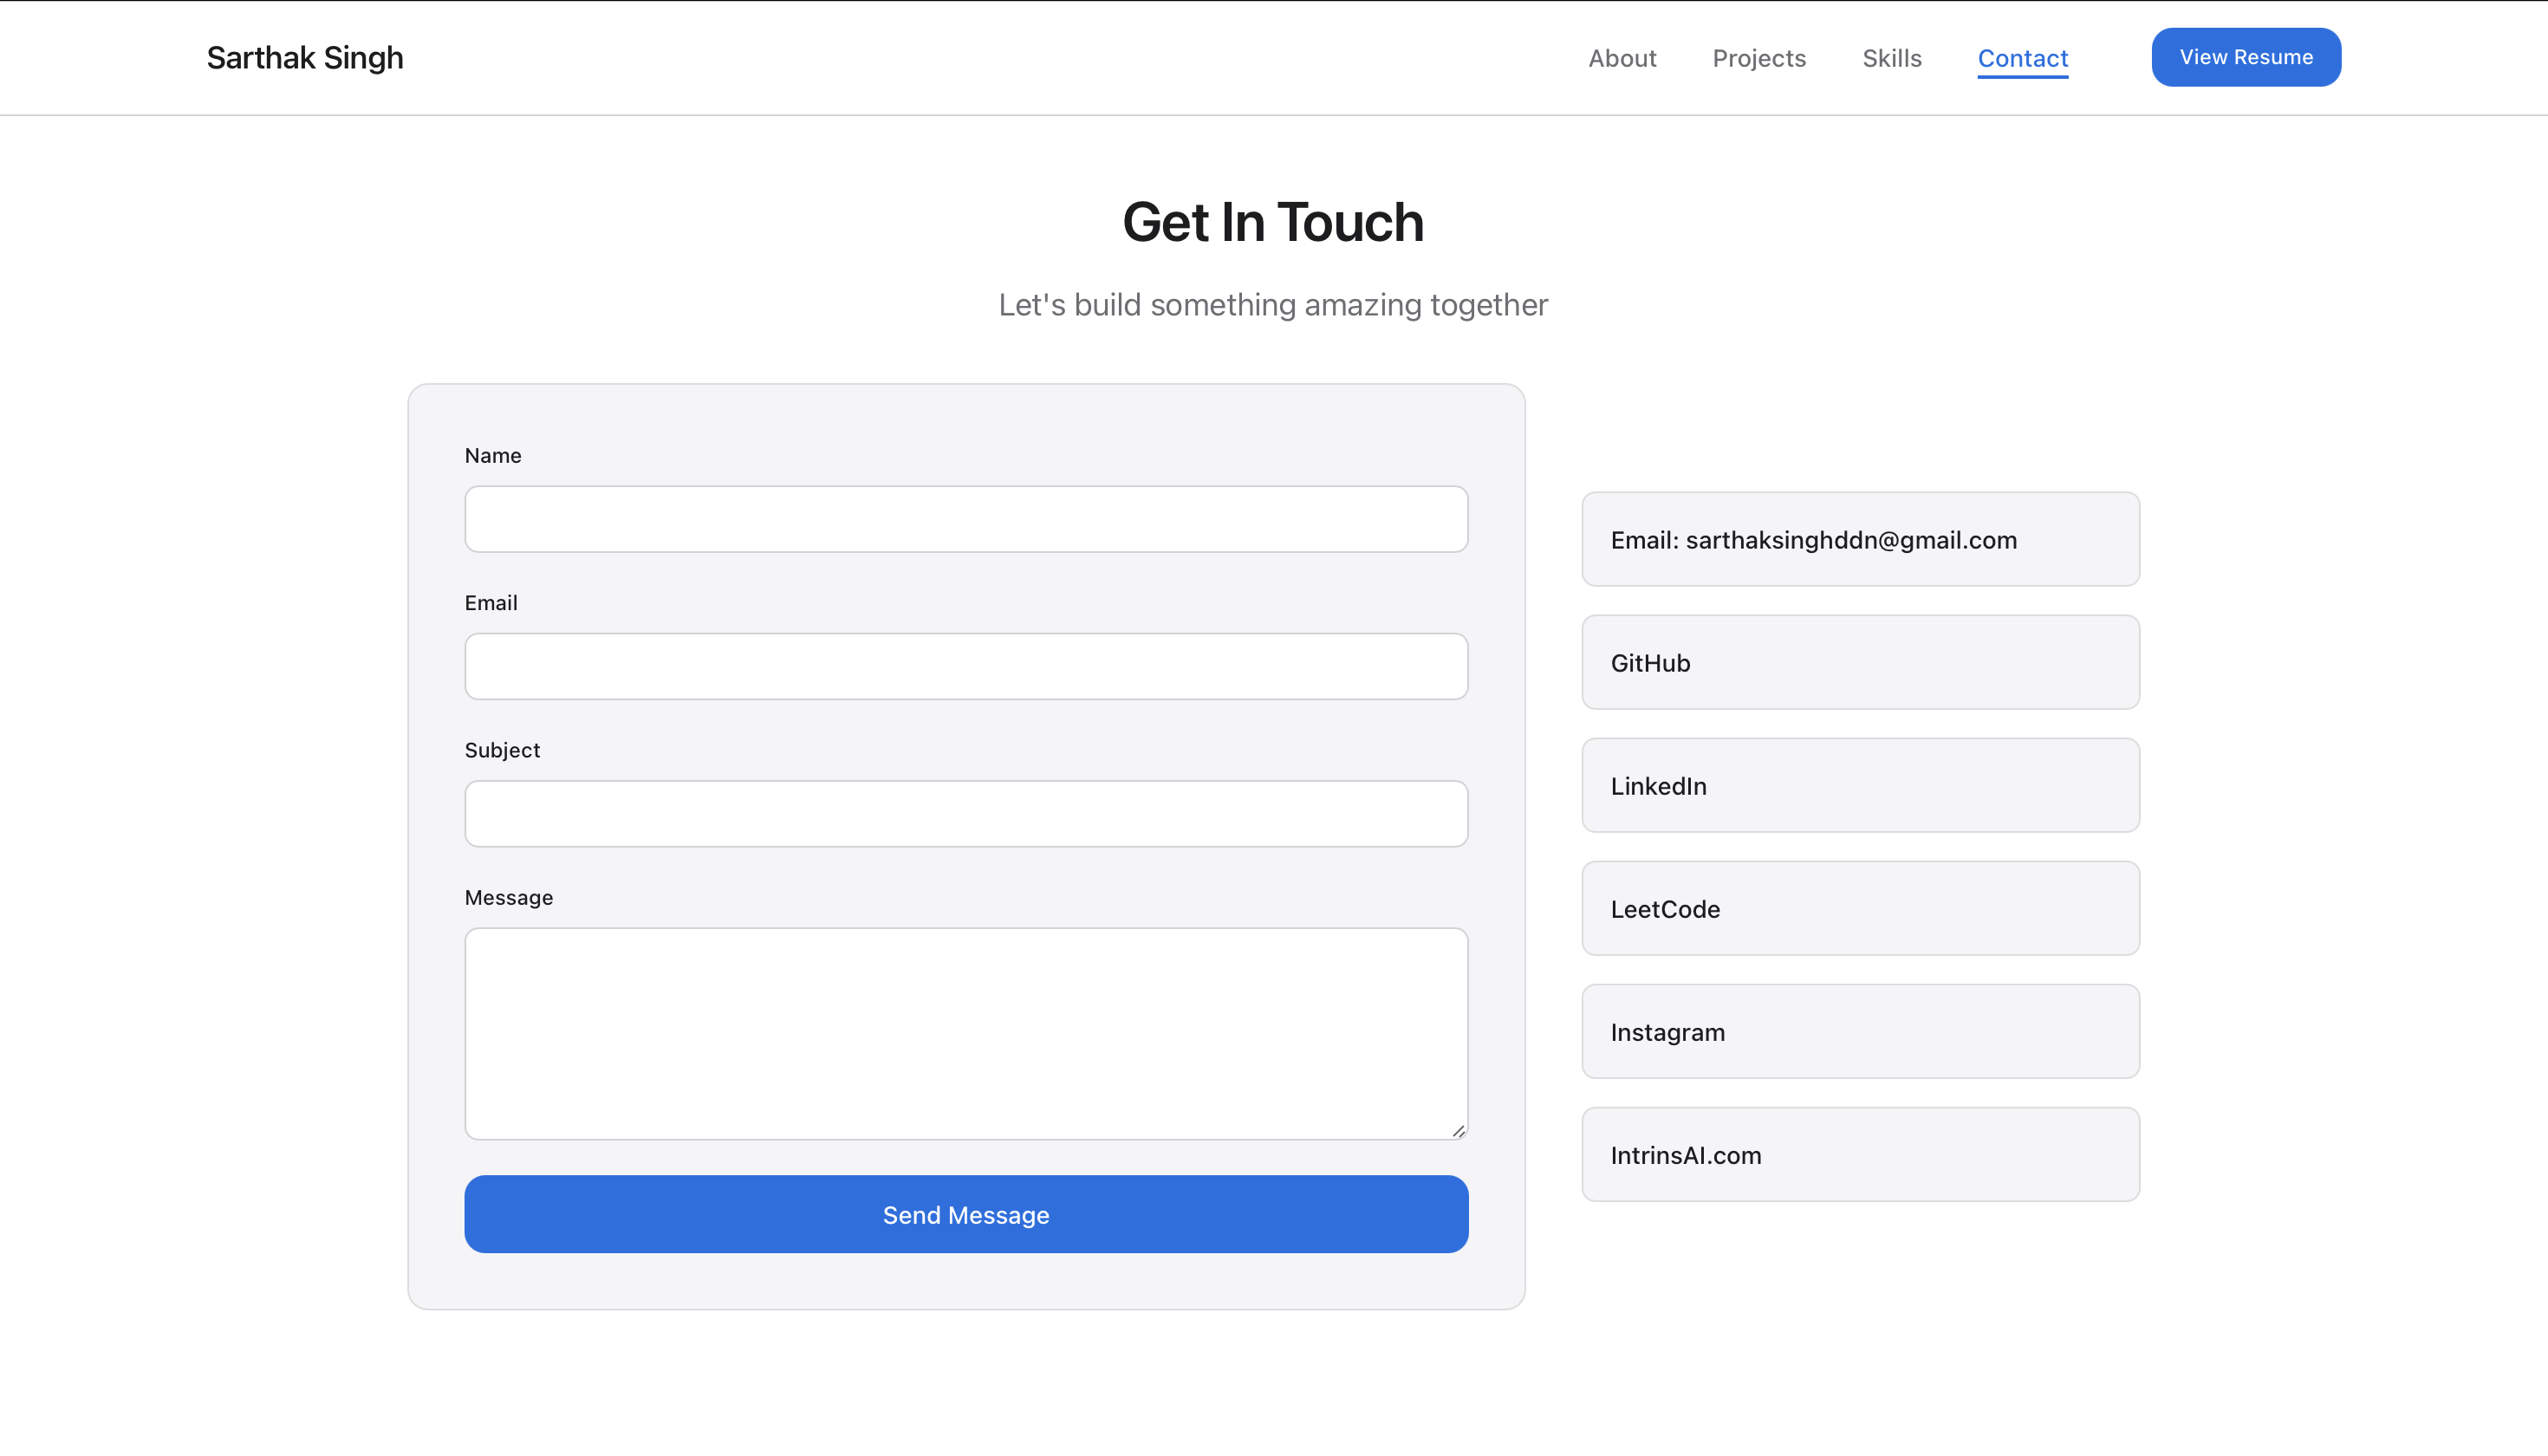 Sarthak Singh
About
Projects
Skills
Contact
View Resume
Get In Touch
Let's build something amazing together
Name
Email
Subject
Message
Send Message
Email: sarthaksinghddn@gmail.com
GitHub
LinkedIn
LeetCode
Instagram
IntrinsAI.com